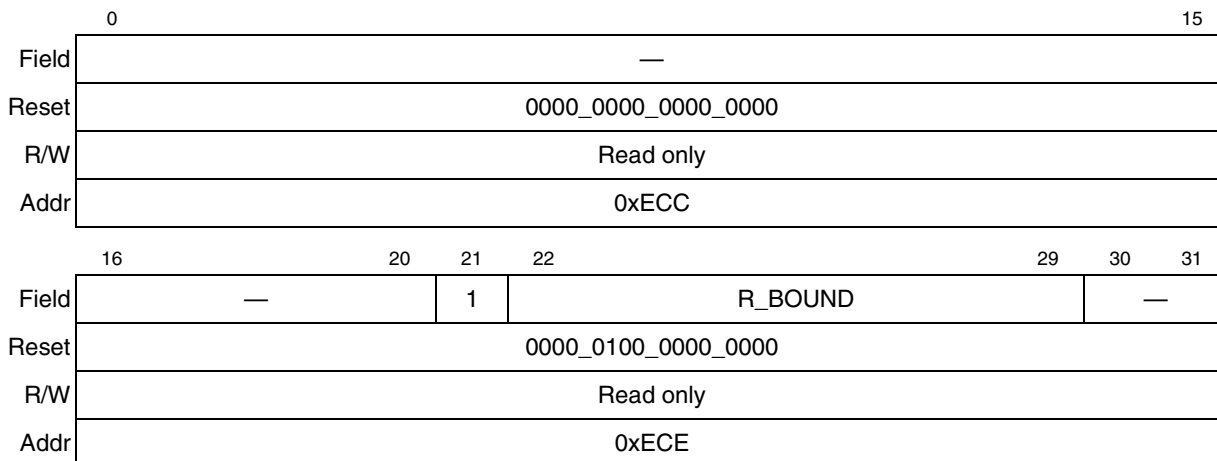 0 15
Field —
Reset 0000_0000_0000_0000
R/W Read only
Addr 0xECC
16 20 21 22 29 30 31
Field — 1 R_BOUND —
Reset 0000_0100_0000_0000
R/W Read only
Addr 0xECE